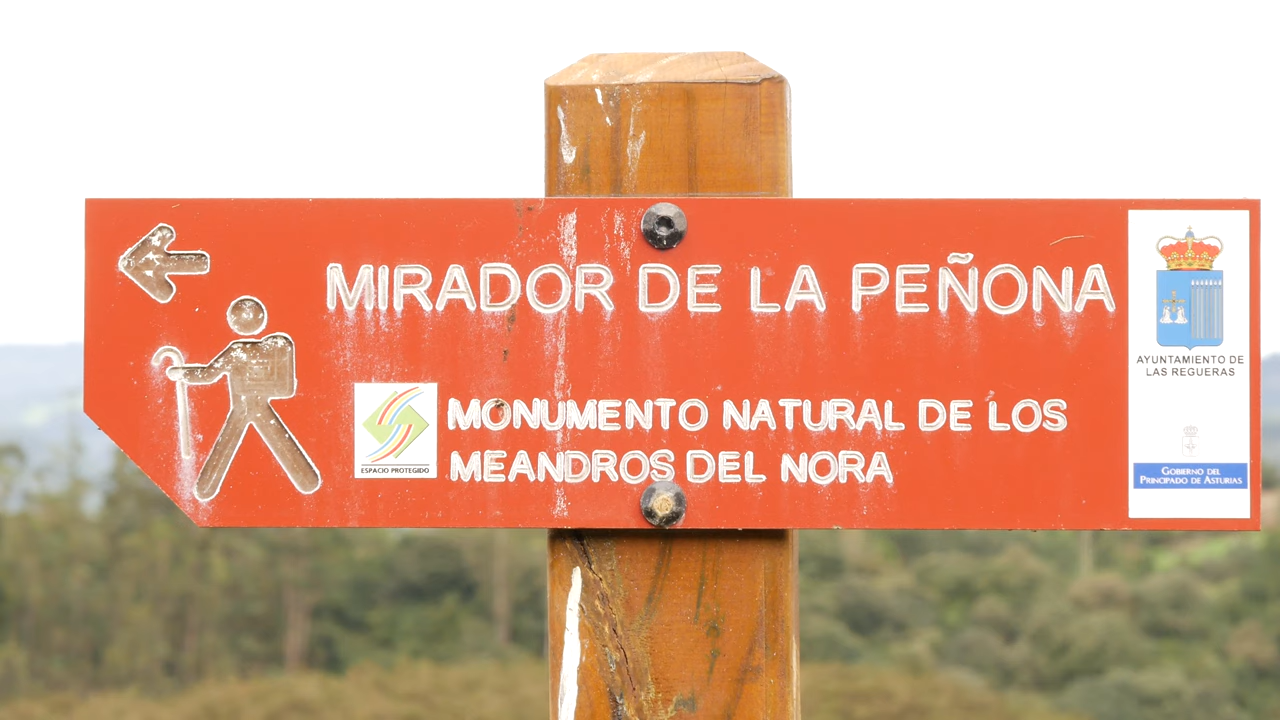 MIRADOR DE LA PEÑONA
MONUMENTO NATURAL DE LOS
MEANDROS DEL NORA
ESPACIO PROTEGIDO
AYUNTAMIENTO DE
LAS REGUERAS
GOBIERNO DEL
PRINCIPADO DE ASTURIAS